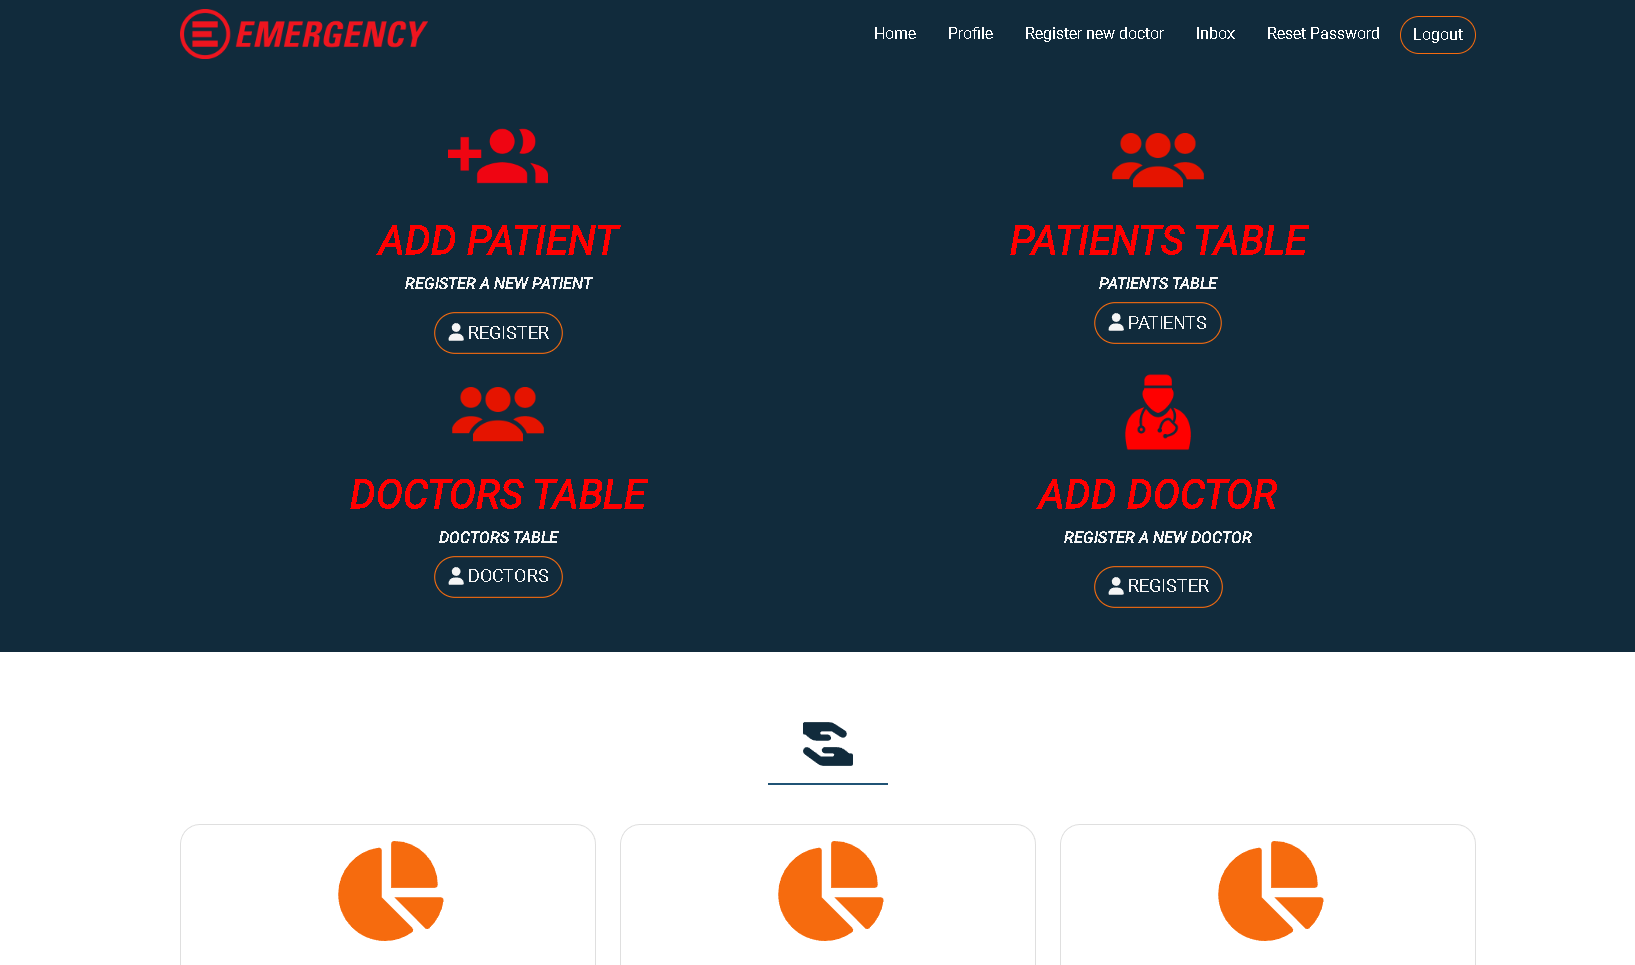 EMERGENCY
Home Profile Register new doctor Inbox Reset Password Logout
ADD PATIENT
REGISTER A NEW PATIENT
REGISTER
PATIENTS TABLE
PATIENTS TABLE
PATIENTS
DOCTORS TABLE
DOCTORS TABLE
DOCTORS
ADD DOCTOR
REGISTER A NEW DOCTOR
REGISTER